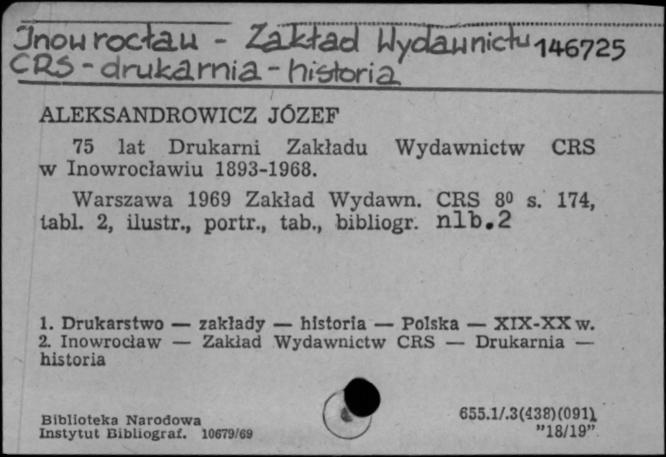 Inowrocław - Zakład Wydawnictw 146725
CRS - drukarnia - historia
ALEKSANDROWICZ JÓZEF
75 lat Drukarni Zakładu Wydawnictw CRS
w Inowrocławiu 1893-1968.
Warszawa 1969 Zakład Wydawn. CRS 8⁰ s. 174,
tabl. 2, ilustr., portr., tab., bibliogr. nlb.2
1. Drukarstwo — zakłady — historia — Polska — XIX-XX w.
2. Inowrocław — Zakład Wydawnictw CRS — Drukarnia —
historia
Biblioteka Narodowa
Instytut Bibliograf. 10679/69
655.1/.3(438)(091)
"18/19"